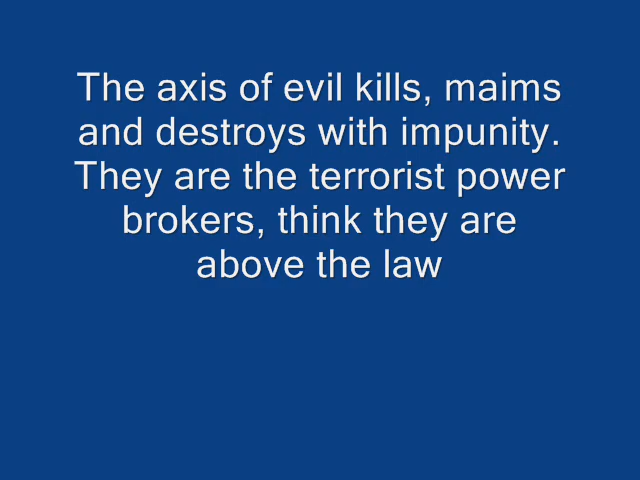 The axis of evil kills, maims
and destroys with impunity.
They are the terrorist power
brokers, think they are
above the law